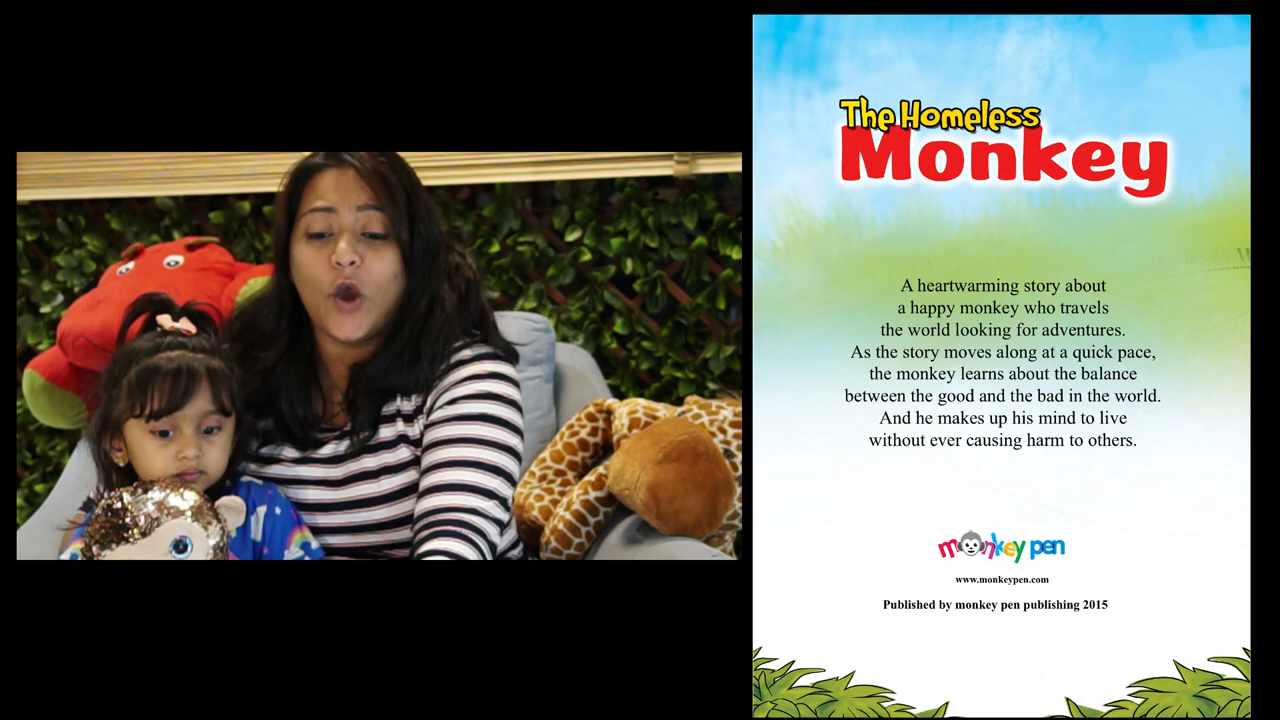 The Homeless
Monkey
A heartwarming story about
a happy monkey who travels
the world looking for adventures.
As the story moves along at a quick pace,
the monkey learns about the balance
between the good and the bad in the world.
And he makes up his mind to live
without ever causing harm to others.
monkey pen
www.monkeypen.com
Published by monkey pen publishing 2015